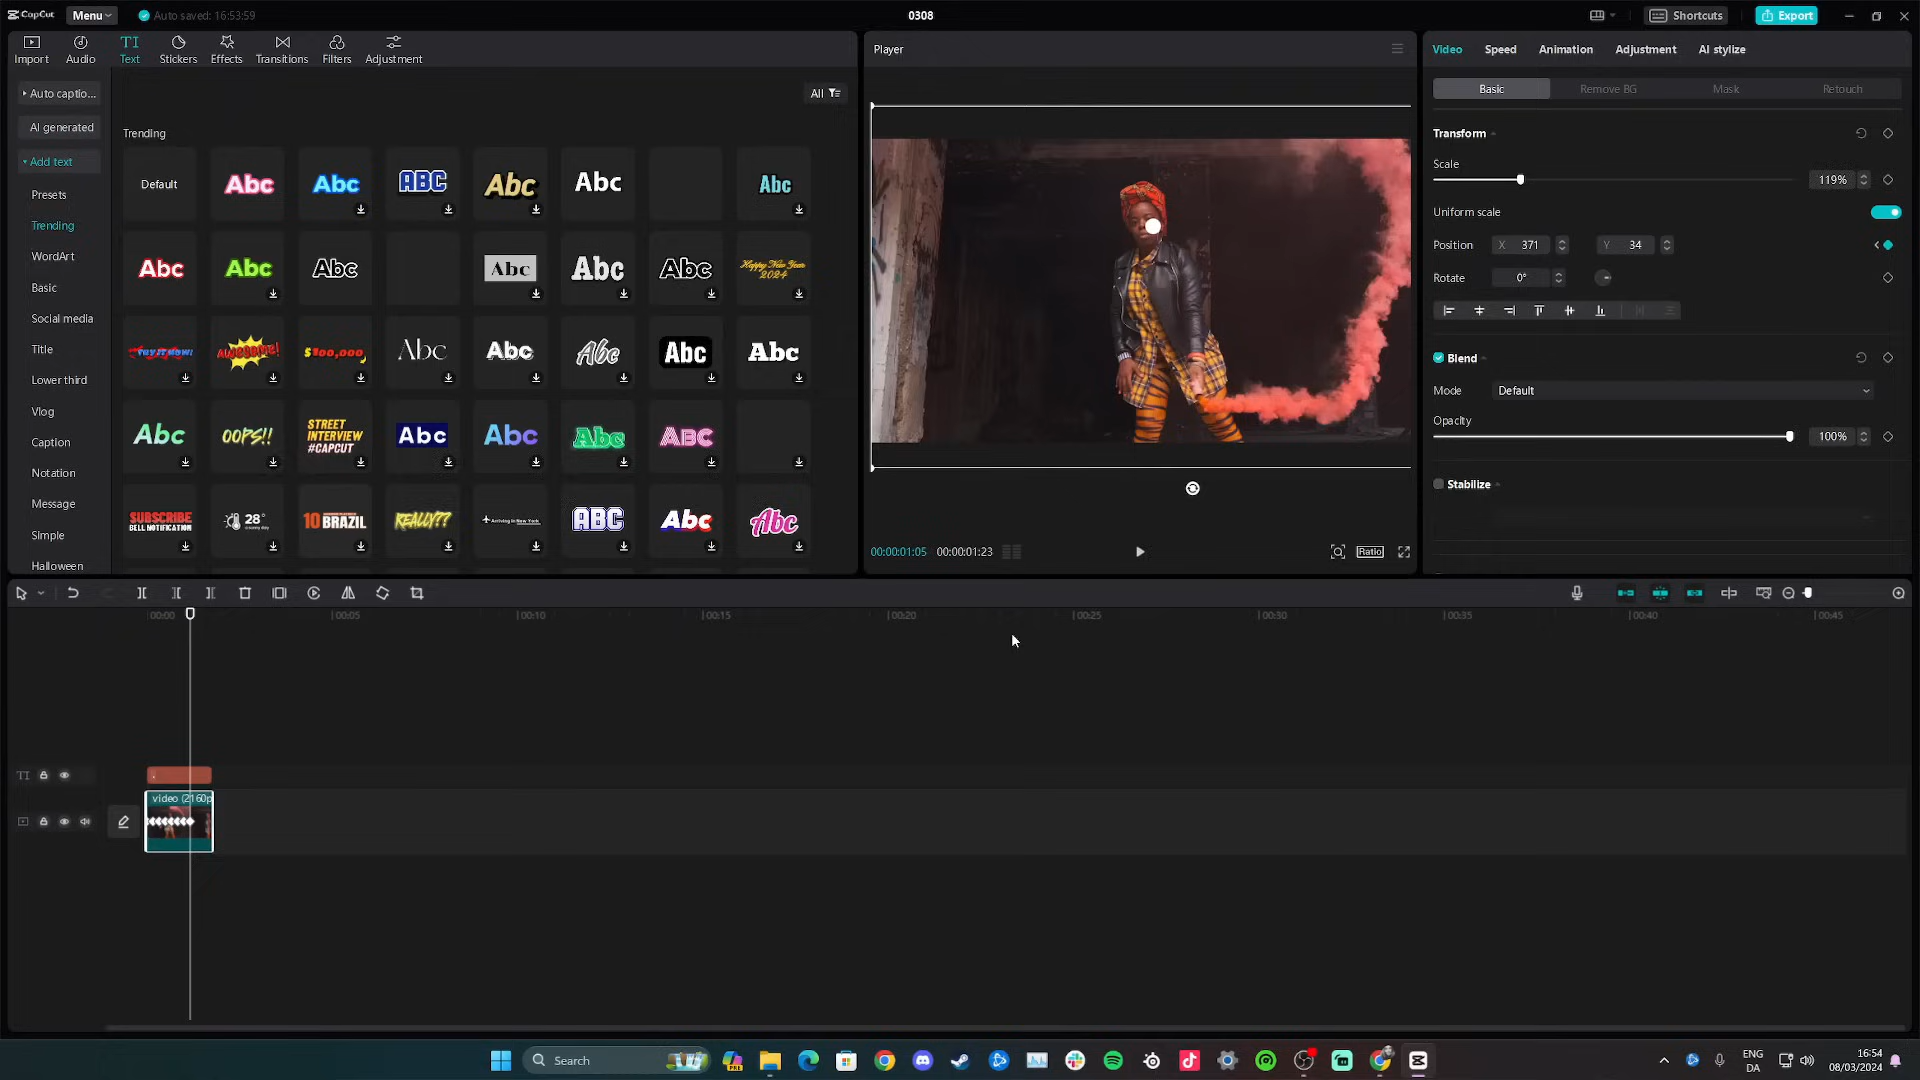 CapCut Menu Auto saved: 16:53:59 0308 Shortcuts Export
Import Audio Text Stickers Effects Transitions Filters Adjustment
Player
Video Speed Animation Adjustment AI stylize
Auto captio...
AI generated
Add text
Presets
Trending
WordArt
Basic
Social media
Title
Lower third
Vlog
Caption
Notation
Message
Simple
Halloween
All
Trending
Default Abc Abc ABC Abc Abc Abc
Abc Abc Abc Abc Abc Abc Happy New Year 2024
TRY IT NOW! AWESOME! $100,000 Abc Abc Abc Abc Abc
Abc OOPS!! STREET INTERVIEW #CAPCUT Abc Abc Abc ABC
SUBSCRIBE BELL NOTIFICATION 28° 10 BRAZIL REALLY?? Arriving in New York ABC Abc Abc
00:00:01:05 00:00:01:23 Ratio
Basic Remove BG Mask Retouch
Transform
Scale
119%
Uniform scale
Position X 371 Y 34
Rotate 0°
Blend
Mode Default
Opacity
100%
Stabilize
00:00 00:05 00:10 00:15 00:20 00:25 00:30 00:35 00:40 00:45
TI
video (2160p
Search
PRE
ENG
DA
16:54
08/03/2024